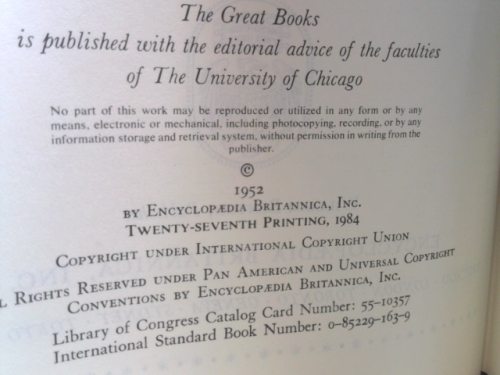 The Great Books
is published with the editorial advice of the faculties
of The University of Chicago
No part of this work may be reproduced or utilized in any form or by any
means, electronic or mechanical, including photocopying, recording, or by any
information storage and retrieval system, without permission in writing from the
publisher.
©
1952
BY ENCYCLOPÆDIA BRITANNICA, INC.
TWENTY-SEVENTH PRINTING, 1984
COPYRIGHT UNDER INTERNATIONAL COPYRIGHT UNION
L RIGHTS RESERVED UNDER PAN AMERICAN AND UNIVERSAL COPYRIGHT
CONVENTIONS BY ENCYCLOPÆDIA BRITANNICA, INC.
Library of Congress Catalog Card Number: 55-10357
International Standard Book Number: 0-85229-163-9